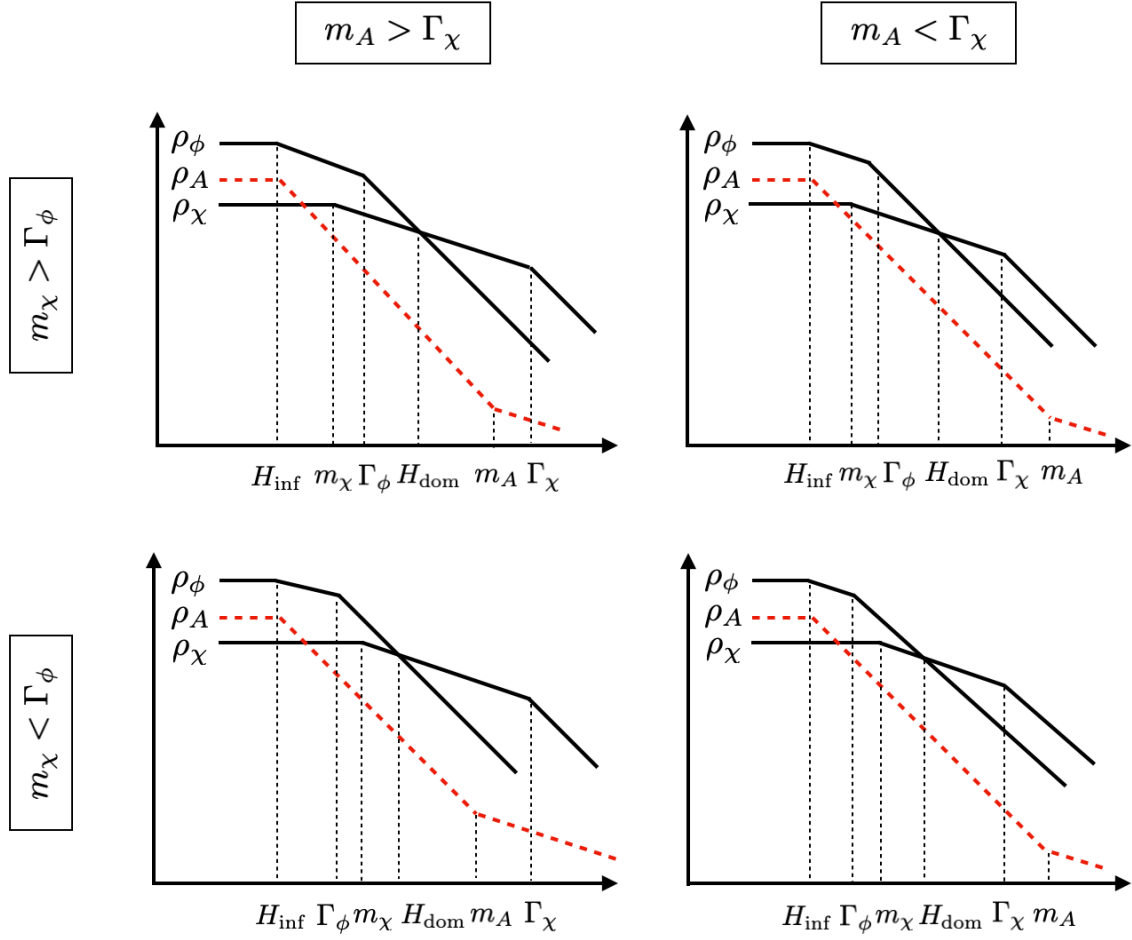 m_A > Γ_χ
m_A < Γ_χ
m_χ > Γ_ϕ
ρ_ϕ
ρ_A
ρ_χ
H_inf m_χ Γ_ϕ H_dom m_A Γ_χ
ρ_ϕ
ρ_A
ρ_χ
H_inf m_χ Γ_ϕ H_dom Γ_χ m_A
m_χ < Γ_ϕ
ρ_ϕ
ρ_A
ρ_χ
H_inf Γ_ϕ m_χ H_dom m_A Γ_χ
ρ_ϕ
ρ_A
ρ_χ
H_inf Γ_ϕ m_χ H_dom Γ_χ m_A